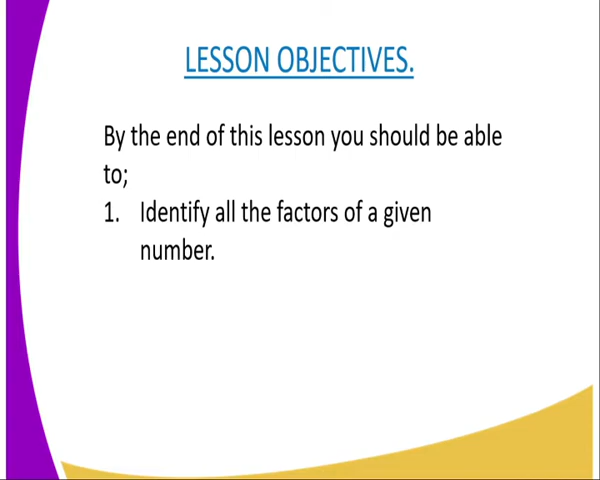 LESSON OBJECTIVES.
By the end of this lesson you should be able
to;
1. Identify all the factors of a given
number.